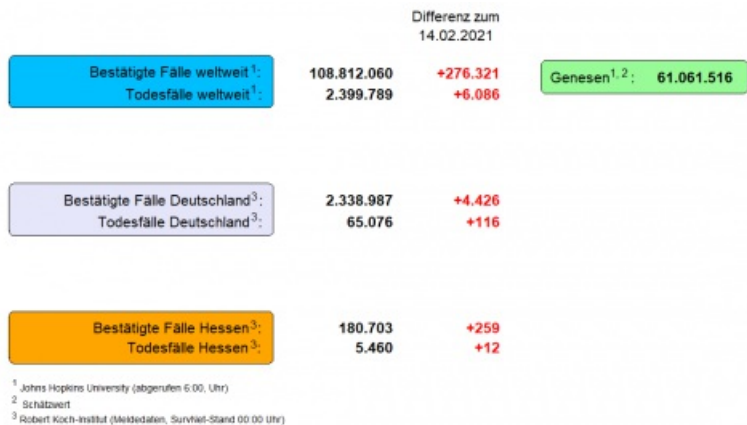 Differenz zum
14.02.2021
Bestätigte Fälle weltweit¹: 108.812.060 +276.321 Genesen¹,²: 61.061.516
Todesfälle weltweit¹: 2.399.789 +6.086
Bestätigte Fälle Deutschland³: 2.338.987 +4.426
Todesfälle Deutschland³: 65.076 +116
Bestätigte Fälle Hessen³: 180.703 +259
Todesfälle Hessen³: 5.460 +12
¹ Johns Hopkins University (abgerufen 6:00, Uhr)
² Schätzwert
³ Robert Koch-Institut (Meldedaten, SurvNet-Stand 00:00 Uhr)